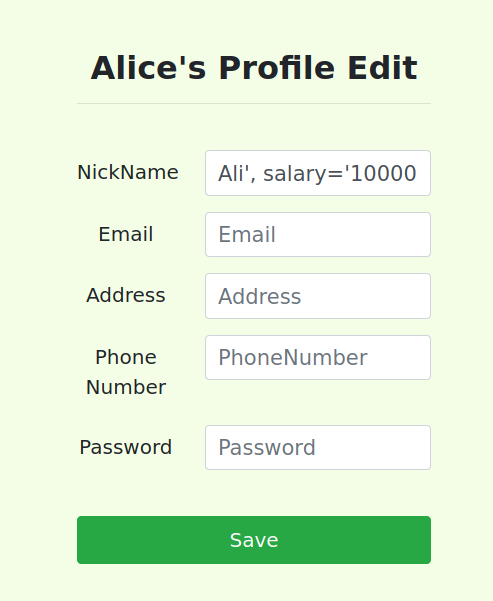 Alice's Profile Edit
NickName
Ali', salary='10000
Email
Email
Address
Address
Phone
Number
PhoneNumber
Password
Password
Save